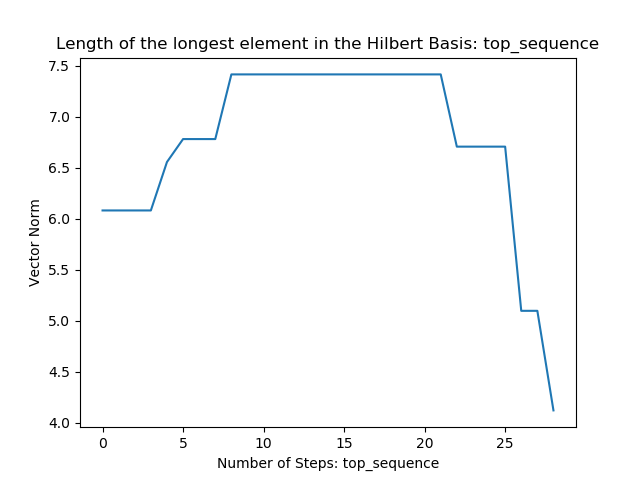 Length of the longest element in the Hilbert Basis: top_sequence
7.5
7.0
6.5
6.0
5.5
5.0
4.5
4.0
Vector Norm
0 5 10 15 20 25
Number of Steps: top_sequence